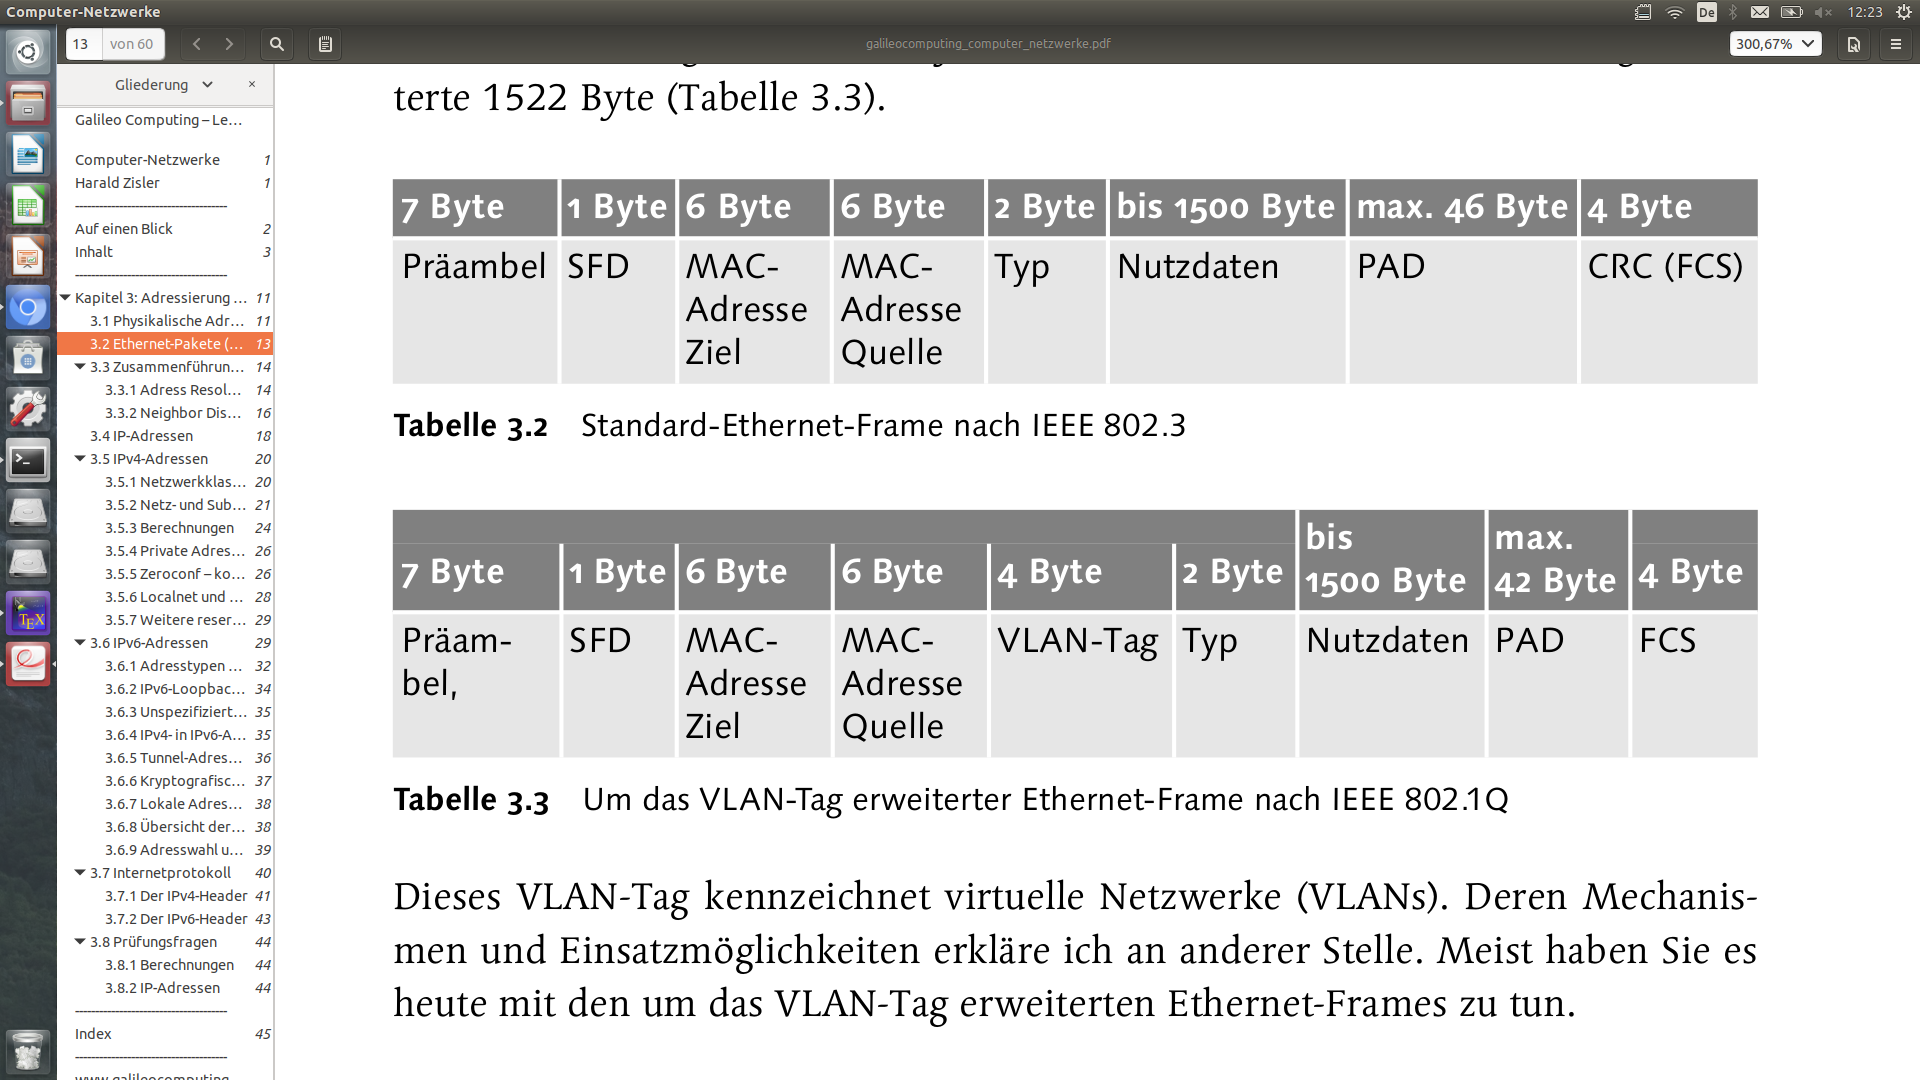 Computer-Netzwerke
De
12:23
13
von 60
galileocomputing_computer_netzwerke.pdf
300,67%
Gliederung
×
Galileo Computing – Le...
Computer-Netzwerke 1
Harald Zisler 1
------------------------------------
Auf einen Blick 2
Inhalt 3
------------------------------------
Kapitel 3: Adressierung ... 11
3.1 Physikalische Adr... 11
3.2 Ethernet-Pakete (... 13
3.3 Zusammenführun... 14
3.3.1 Adress Resol... 14
3.3.2 Neighbor Dis... 16
3.4 IP-Adressen 18
3.5 IPv4-Adressen 20
3.5.1 Netzwerkklas... 20
3.5.2 Netz- und Sub... 21
3.5.3 Berechnungen 24
3.5.4 Private Adres... 26
3.5.5 Zeroconf – ko... 26
3.5.6 Localnet und ... 28
3.5.7 Weitere reser... 29
3.6 IPv6-Adressen 29
3.6.1 Adresstypen ... 32
3.6.2 IPv6-Loopbac... 34
3.6.3 Unspezifiziert... 35
3.6.4 IPv4- in IPv6-A... 35
3.6.5 Tunnel-Adres... 36
3.6.6 Kryptografisc... 37
3.6.7 Lokale Adres... 38
3.6.8 Übersicht der... 38
3.6.9 Adresswahl u... 39
3.7 Internetprotokoll 40
3.7.1 Der IPv4-Header 41
3.7.2 Der IPv6-Header 43
3.8 Prüfungsfragen 44
3.8.1 Berechnungen 44
3.8.2 IP-Adressen 44
------------------------------------
Index 45
------------------------------------
www.galileocomputing...
terte 1522 Byte (Tabelle 3.3).
7 Byte 1 Byte 6 Byte 6 Byte 2 Byte bis 1500 Byte max. 46 Byte 4 Byte
Präambel SFD MAC- MAC- Typ Nutzdaten PAD CRC (FCS)
Adresse Adresse
Ziel Quelle
Tabelle 3.2 Standard-Ethernet-Frame nach IEEE 802.3
bis max.
7 Byte 1 Byte 6 Byte 6 Byte 4 Byte 2 Byte 1500 Byte 42 Byte 4 Byte
Präam- SFD MAC- MAC- VLAN-Tag Typ Nutzdaten PAD FCS
bel, Adresse Adresse
Ziel Quelle
Tabelle 3.3 Um das VLAN-Tag erweiterter Ethernet-Frame nach IEEE 802.1Q
Dieses VLAN-Tag kennzeichnet virtuelle Netzwerke (VLANs). Deren Mechanis-
men und Einsatzmöglichkeiten erkläre ich an anderer Stelle. Meist haben Sie es
heute mit den um das VLAN-Tag erweiterten Ethernet-Frames zu tun.